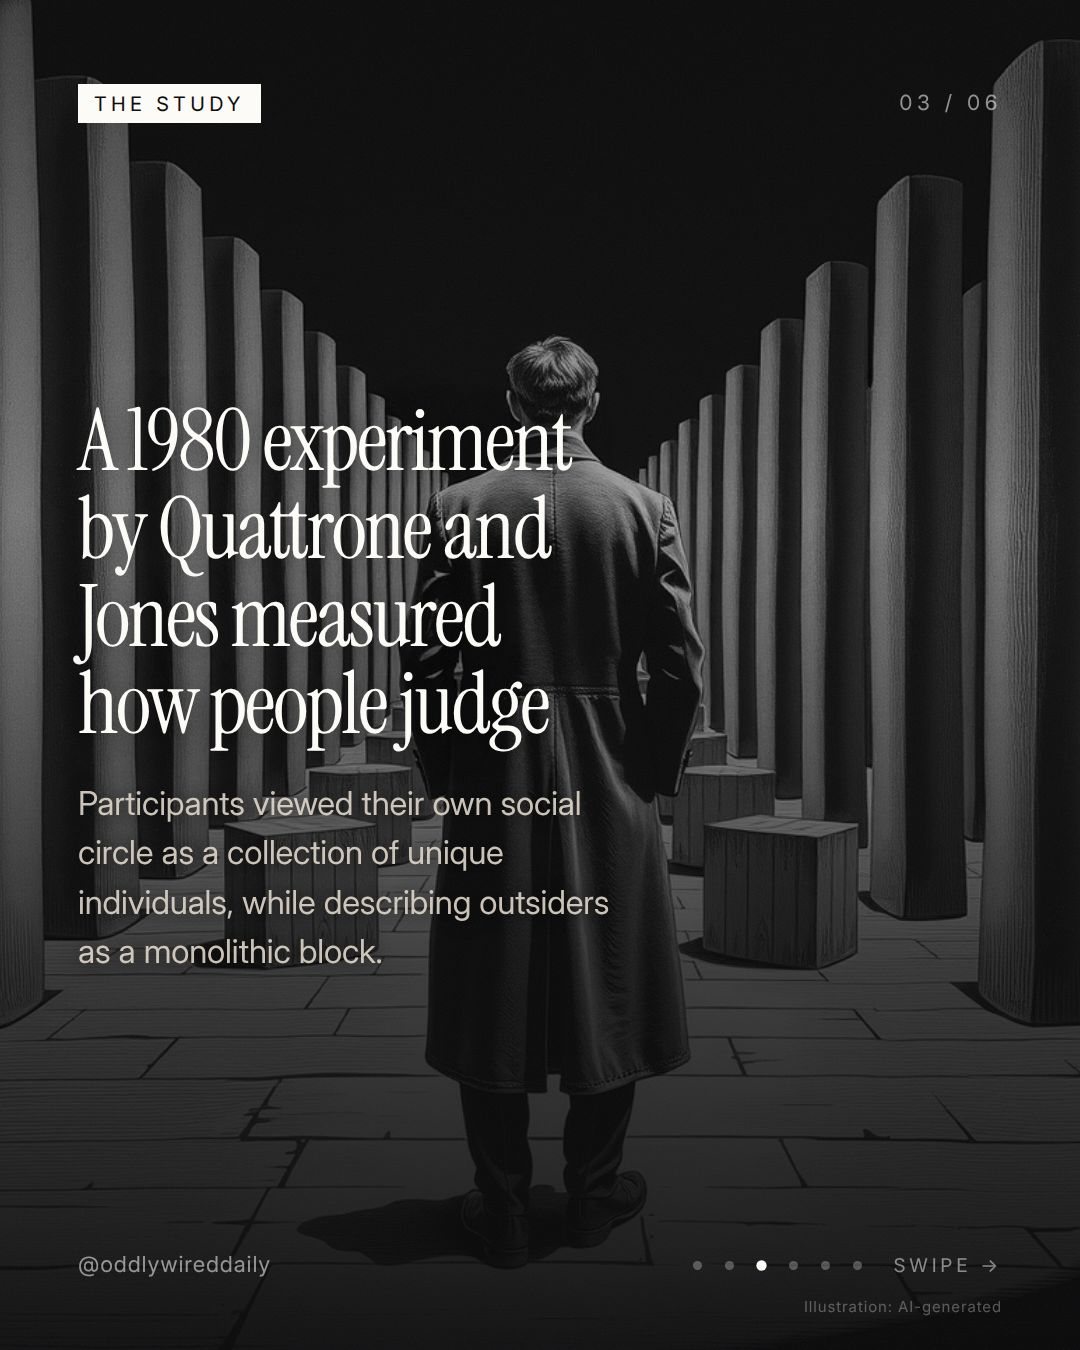 THE STUDY
03 / 06
A 1980 experiment
by Quattrone and
Jones measured
how people judge
Participants viewed their own social
circle as a collection of unique
individuals, while describing outsiders
as a monolithic block.
@oddlywireddaily
SWIPE →
Illustration: AI-generated